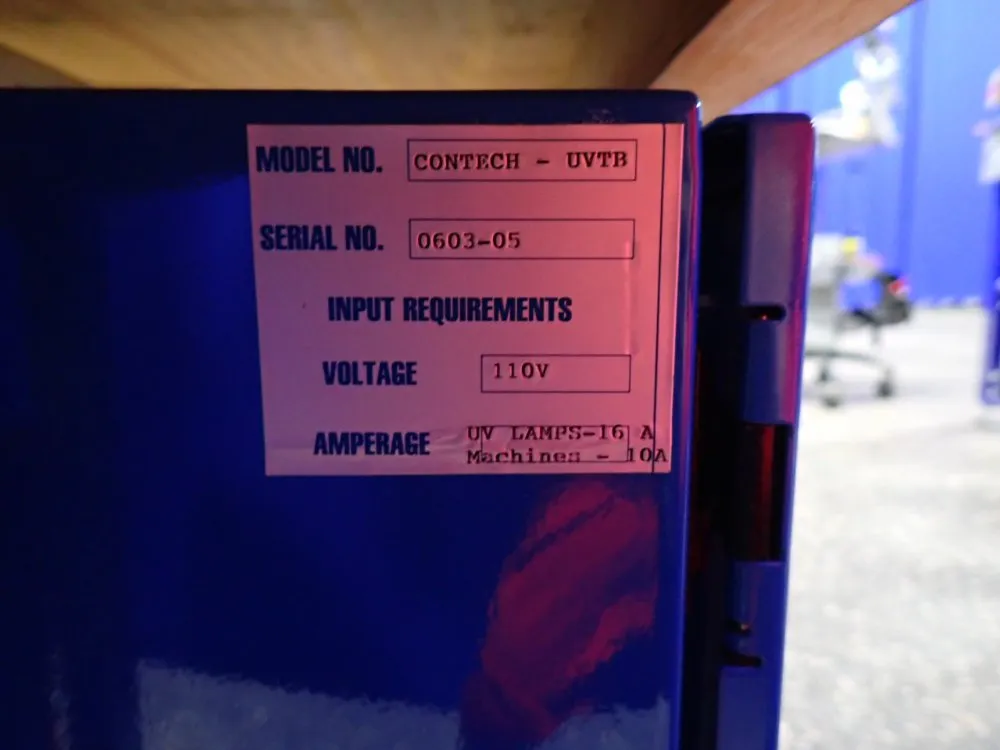 MODEL NO. CONTECH - UVTB
SERIAL NO. 0603-05
INPUT REQUIREMENTS
VOLTAGE 110V
AMPERAGE UV LAMPS-16 A
Machines - 10A